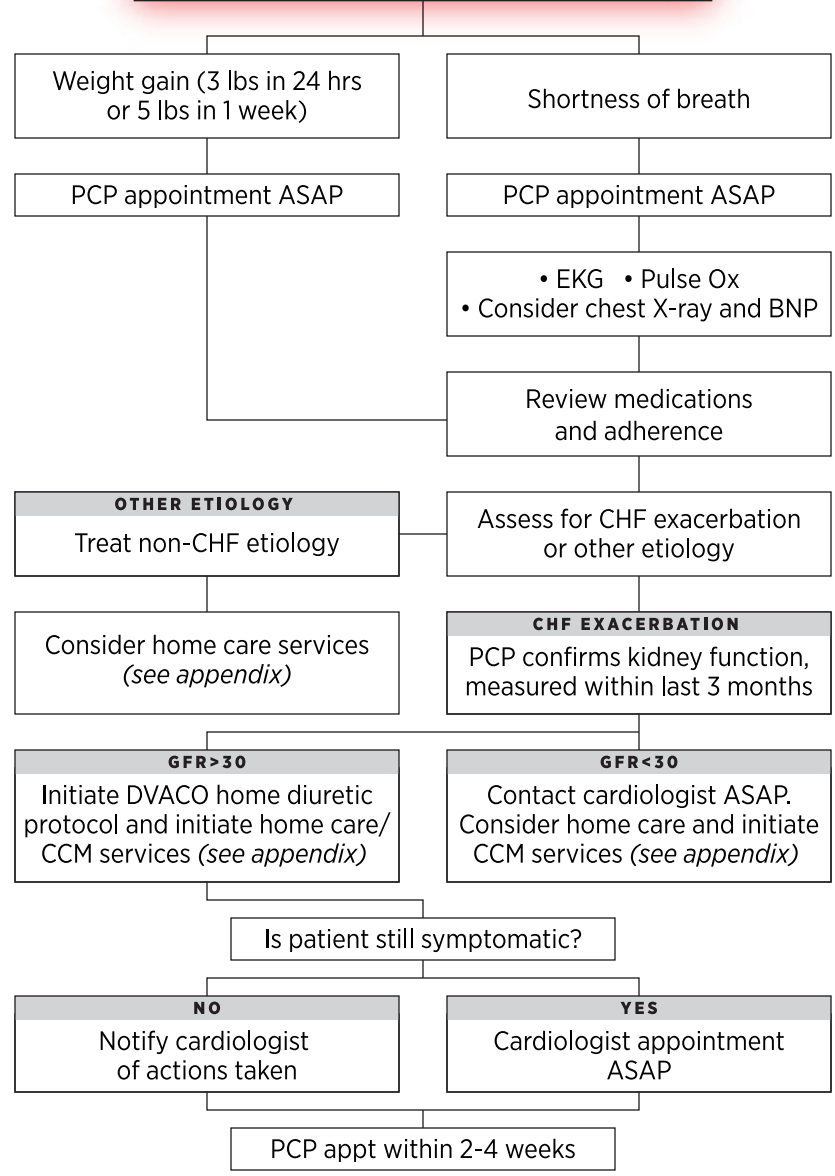 Weight gain (3 lbs in 24 hrs
or 5 lbs in 1 week)
Shortness of breath
PCP appointment ASAP
PCP appointment ASAP
• EKG • Pulse Ox
• Consider chest X-ray and BNP
Review medications
and adherence
OTHER ETIOLOGY
Treat non-CHF etiology
Assess for CHF exacerbation
or other etiology
Consider home care services
(see appendix)
CHF EXACERBATION
PCP confirms kidney function,
measured within last 3 months
GFR>30
Initiate DVACO home diuretic
protocol and initiate home care/
CCM services (see appendix)
GFR<30
Contact cardiologist ASAP.
Consider home care and initiate
CCM services (see appendix)
Is patient still symptomatic?
NO
Notify cardiologist
of actions taken
YES
Cardiologist appointment
ASAP
PCP appt within 2-4 weeks